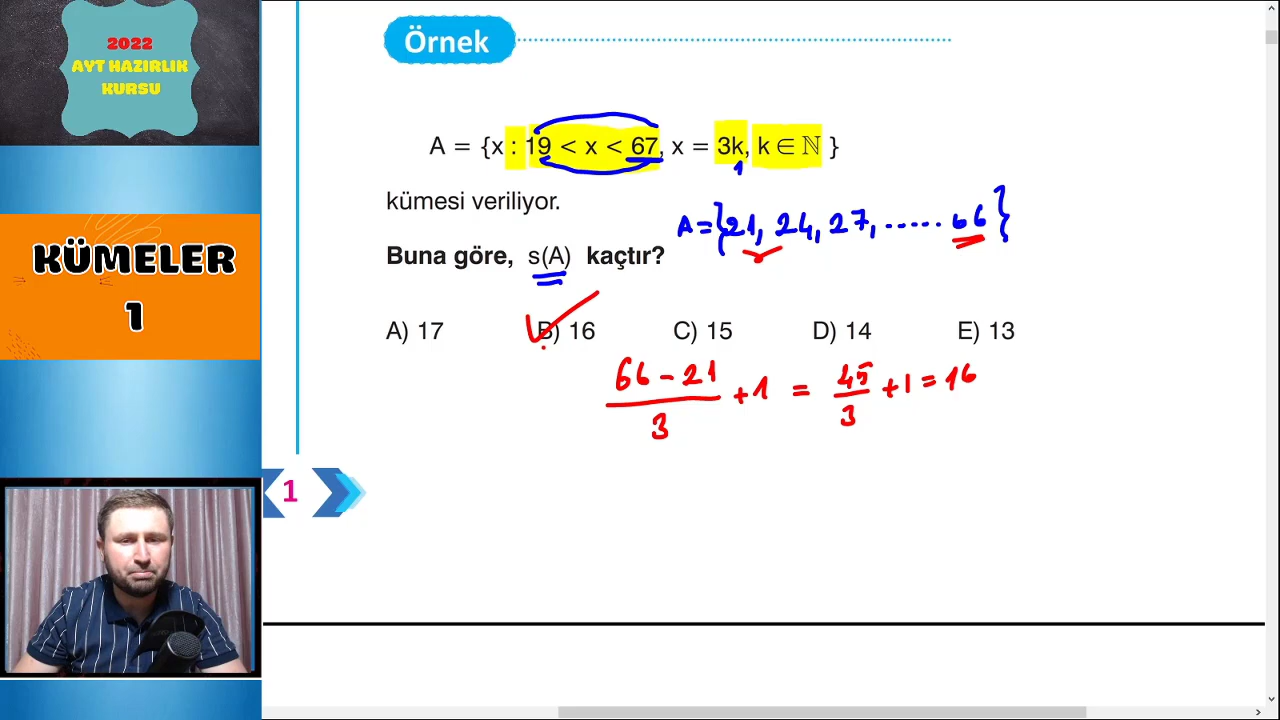 2022
AYT HAZIRLIK
KURSU
KÜMELER
1
Örnek
A = {x : 19 < x < 67, x = 3k, k ∈ ℕ }
1
kümesi veriliyor.
A = {21, 24, 27, ..... 66}
Buna göre, s(A) kaçtır?
A) 17 B) 16 C) 15 D) 14 E) 13
66 - 21 / 3 + 1 = 45 / 3 + 1 = 16
1